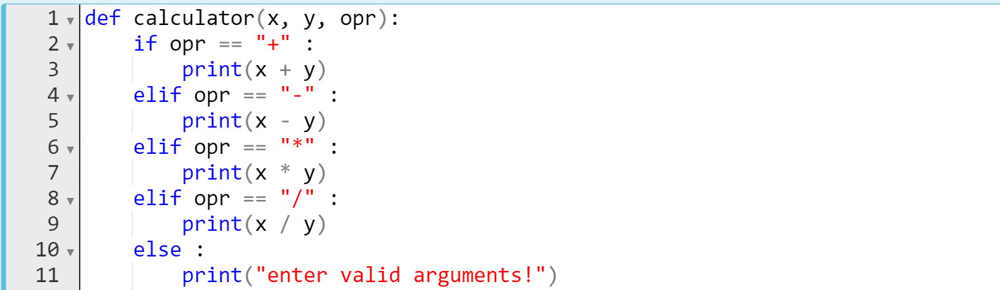 1 def calculator(x, y, opr):
2     if opr == "+" :
3         print(x + y)
4     elif opr == "-" :
5         print(x - y)
6     elif opr == "*" :
7         print(x * y)
8     elif opr == "/" :
9         print(x / y)
10     else :
11         print("enter valid arguments!")